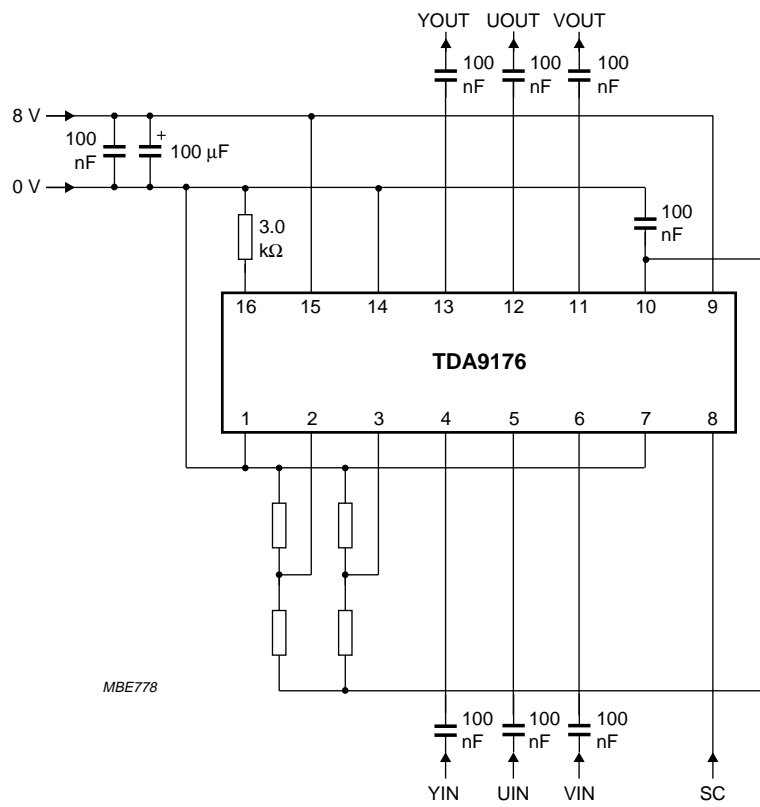 YOUT UOUT VOUT
100
nF
100
nF
100
nF
8 V
100
nF
+
100 µF
0 V
3.0
kΩ
100
nF
16 15 14 13 12 11 10 9
TDA9176
1 2 3 4 5 6 7 8
MBE778
100
nF
100
nF
100
nF
YIN UIN VIN SC